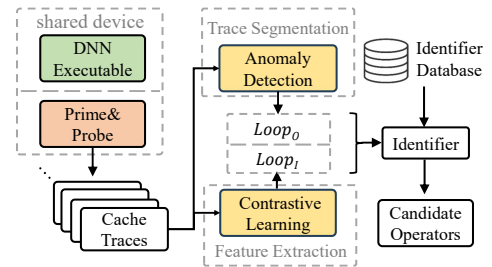 shared device
DNN
Executable
Prime&
Probe
...
Cache
Traces
Trace Segmentation
Anomaly
Detection
Loop_O
Loop_I
Contrastive
Learning
Feature Extraction
Identifier
Database
Identifier
Candidate
Operators